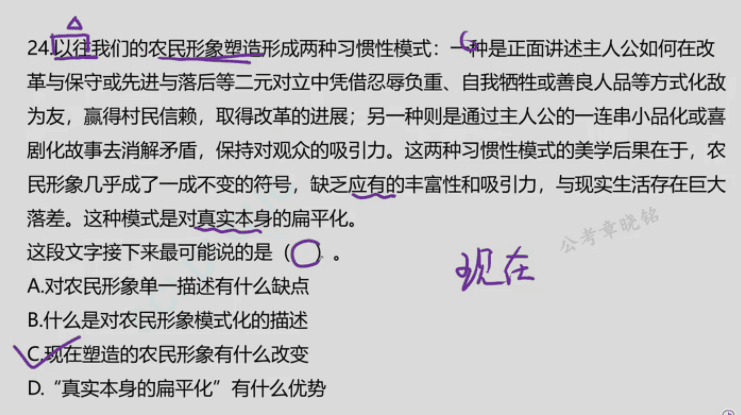 24.以往我们的农民形象塑造形成两种习惯性模式：一种是正面讲述主人公如何在改
革与保守或先进与落后等二元对立中凭借忍辱负重、自我牺牲或善良人品等方式化敌
为友，赢得村民信赖，取得改革的进展；另一种则是通过主人公的一连串小品化或喜
剧化故事去消解矛盾，保持对观众的吸引力。这两种习惯性模式的美学后果在于，农
民形象几乎成了一成不变的符号，缺乏应有的丰富性和吸引力，与现实生活存在巨大
落差。这种模式是对真实本身的扁平化。
这段文字接下来最可能说的是（ ）。
现在
公考章晓铭
A.对农民形象单一描述有什么缺点
B.什么是对农民形象模式化的描述
C.现在塑造的农民形象有什么改变
D.“真实本身的扁平化”有什么优势